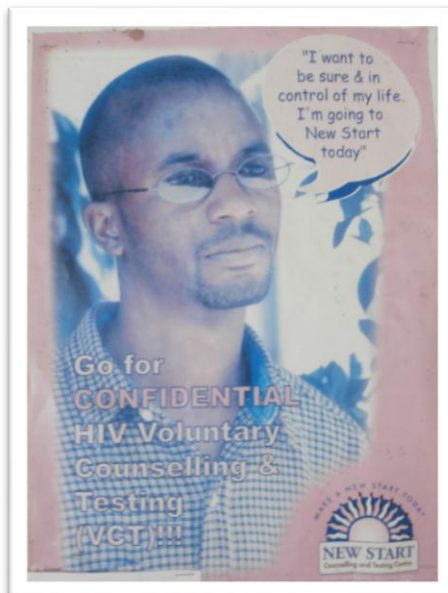 "I want to
be sure & in
control of my life.
I'm going to
New Start
today"
Go for
CONFIDENTIAL
HIV Voluntary
Counselling &
Testing
(VCT)!!!
MAKE A NEW START TODAY
NEW START
Counselling and Testing Centre